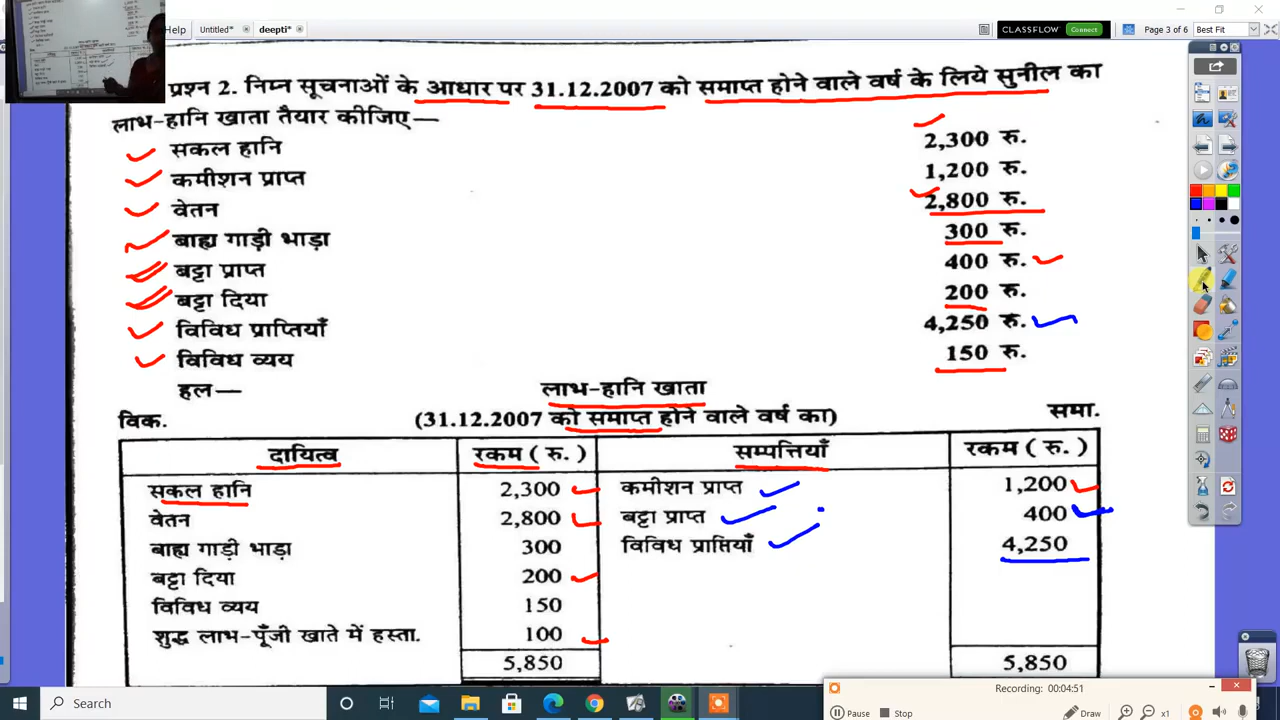 Help Untitled* deepti* CLASSFLOW Connect Page 3 of 6 Best Fit
प्रश्न 2. निम्न सूचनाओं के आधार पर 31.12.2007 को समाप्त होने वाले वर्ष के लिये सुनील का
लाभ-हानि खाता तैयार कीजिए—
सकल हानि 2,300 रु.
कमीशन प्राप्त 1,200 रु.
वेतन 2,800 रु.
बाह्य गाड़ी भाड़ा 300 रु.
बट्टा प्राप्त 400 रु.
बट्टा दिया 200 रु.
विविध प्राप्तियाँ 4,250 रु.
विविध व्यय 150 रु.
हल— लाभ-हानि खाता
विक. (31.12.2007 को समाप्त होने वाले वर्ष का) समा.
दायित्व रकम ( रु. ) सम्पत्तियाँ रकम ( रु. )
सकल हानि 2,300 कमीशन प्राप्त 1,200
वेतन 2,800 बट्टा प्राप्त 400
बाह्य गाड़ी भाड़ा 300 विविध प्राप्तियाँ 4,250
बट्टा दिया 200
विविध व्यय 150
शुद्ध लाभ-पूँजी खाते में हस्ता. 100
5,850 5,850
Recording: 00:04:51
Search Pause Stop Draw x1